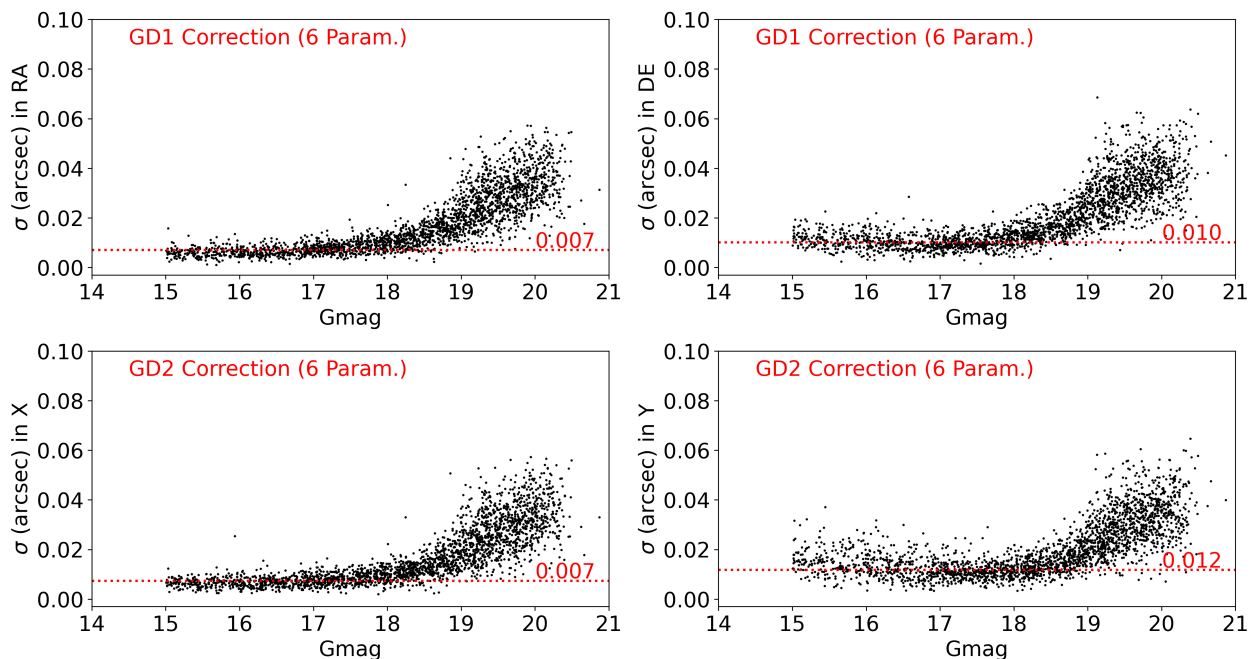 GD1 Correction (6 Param.)
σ (arcsec) in RA
0.10
0.08
0.06
0.04
0.02
0.00
0.007
14 15 16 17 18 19 20 21
Gmag
GD1 Correction (6 Param.)
σ (arcsec) in DE
0.10
0.08
0.06
0.04
0.02
0.00
0.010
14 15 16 17 18 19 20 21
Gmag
GD2 Correction (6 Param.)
σ (arcsec) in X
0.10
0.08
0.06
0.04
0.02
0.00
0.007
14 15 16 17 18 19 20 21
Gmag
GD2 Correction (6 Param.)
σ (arcsec) in Y
0.10
0.08
0.06
0.04
0.02
0.00
0.012
14 15 16 17 18 19 20 21
Gmag